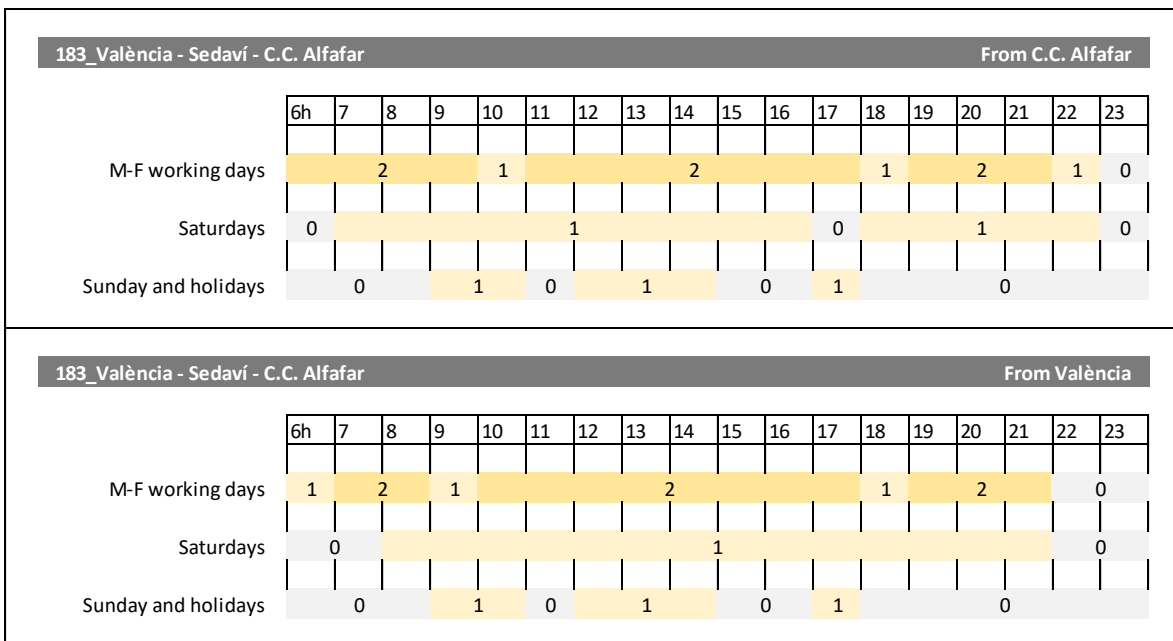 183_València - Sedaví - C.C. Alfafar From C.C. Alfafar
6h 7 8 9 10 11 12 13 14 15 16 17 18 19 20 21 22 23
M-F working days 2 1 2 1 2 1 0
Saturdays 0 1 0 1 0
Sunday and holidays 0 1 0 1 0 1 0
183_València - Sedaví - C.C. Alfafar From València
6h 7 8 9 10 11 12 13 14 15 16 17 18 19 20 21 22 23
M-F working days 1 2 1 2 1 2 0
Saturdays 0 1 0
Sunday and holidays 0 1 0 1 0 1 0